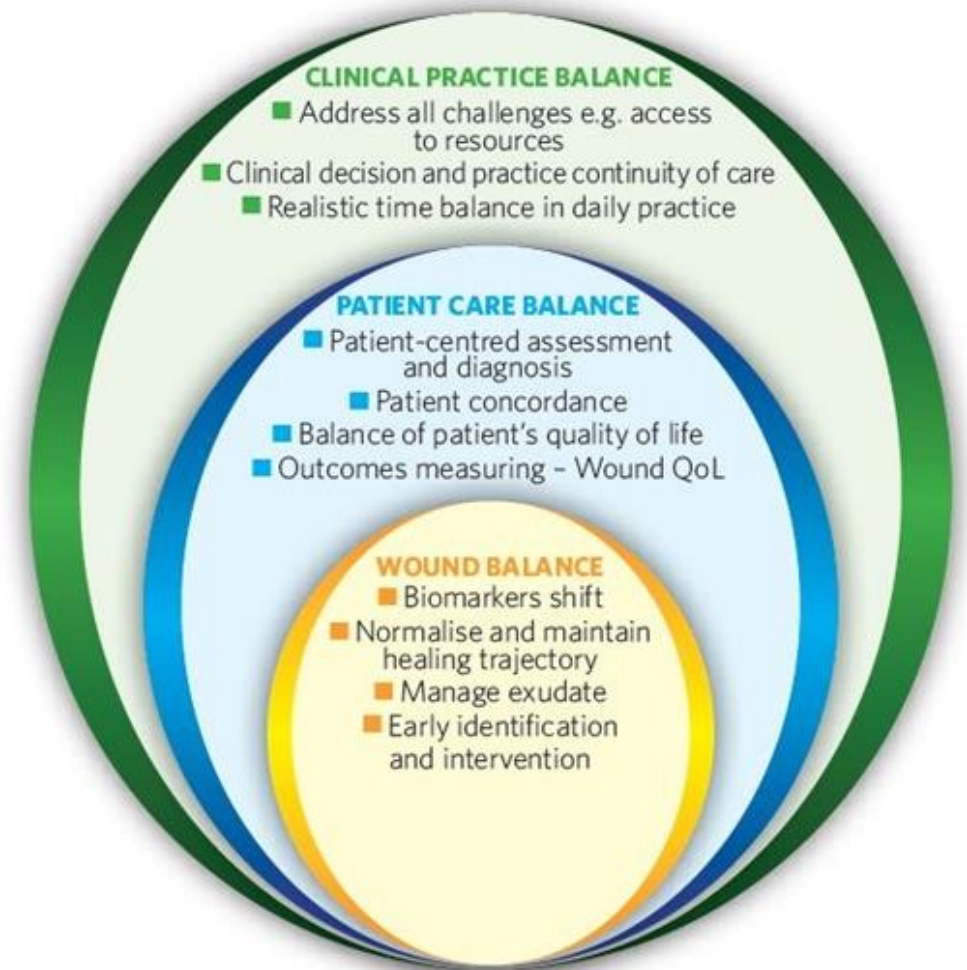 CLINICAL PRACTICE BALANCE
■ Address all challenges e.g. access
to resources
■ Clinical decision and practice continuity of care
■ Realistic time balance in daily practice
PATIENT CARE BALANCE
■ Patient-centred assessment
and diagnosis
■ Patient concordance
■ Balance of patient's quality of life
■ Outcomes measuring – Wound QoL
WOUND BALANCE
■ Biomarkers shift
■ Normalise and maintain
healing trajectory
■ Manage exudate
■ Early identification
and intervention